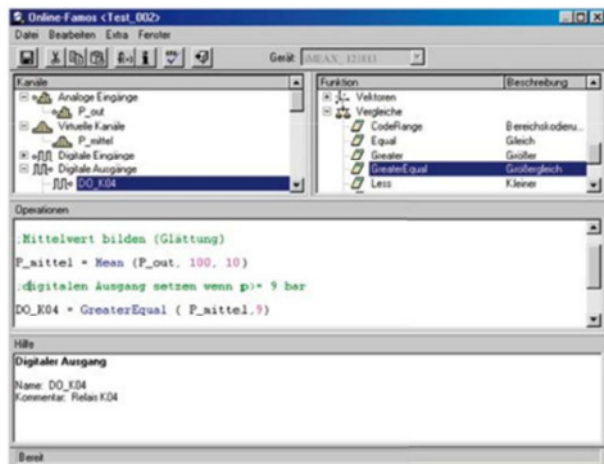 Online-Famos <Test_002>
Datei Bearbeiten Extra Fenster
Gerät:
Kanäle
Analoge Eingänge
P_out
Virtuelle Kanäle
P_mittel
Digitale Eingänge
Digitale Ausgänge
DO_K04
Funktion Beschreibung
Vektoren
Vergleiche
CodeRange Bereichskodieru...
Equal Gleich
Greater Größer
GreaterEqual Größergleich
Less Kleiner
Operationen
;Mittelwert bilden (Glättung)
P_mittel = Mean (P_out, 100, 10)
;digitalen Ausgang setzen wenn p>= 9 bar
DO_K04 = GreaterEqual ( P_mittel,9)
Hilfe
Digitaler Ausgang
Name: DO_K04
Kommentar: Relais K04
Bereit